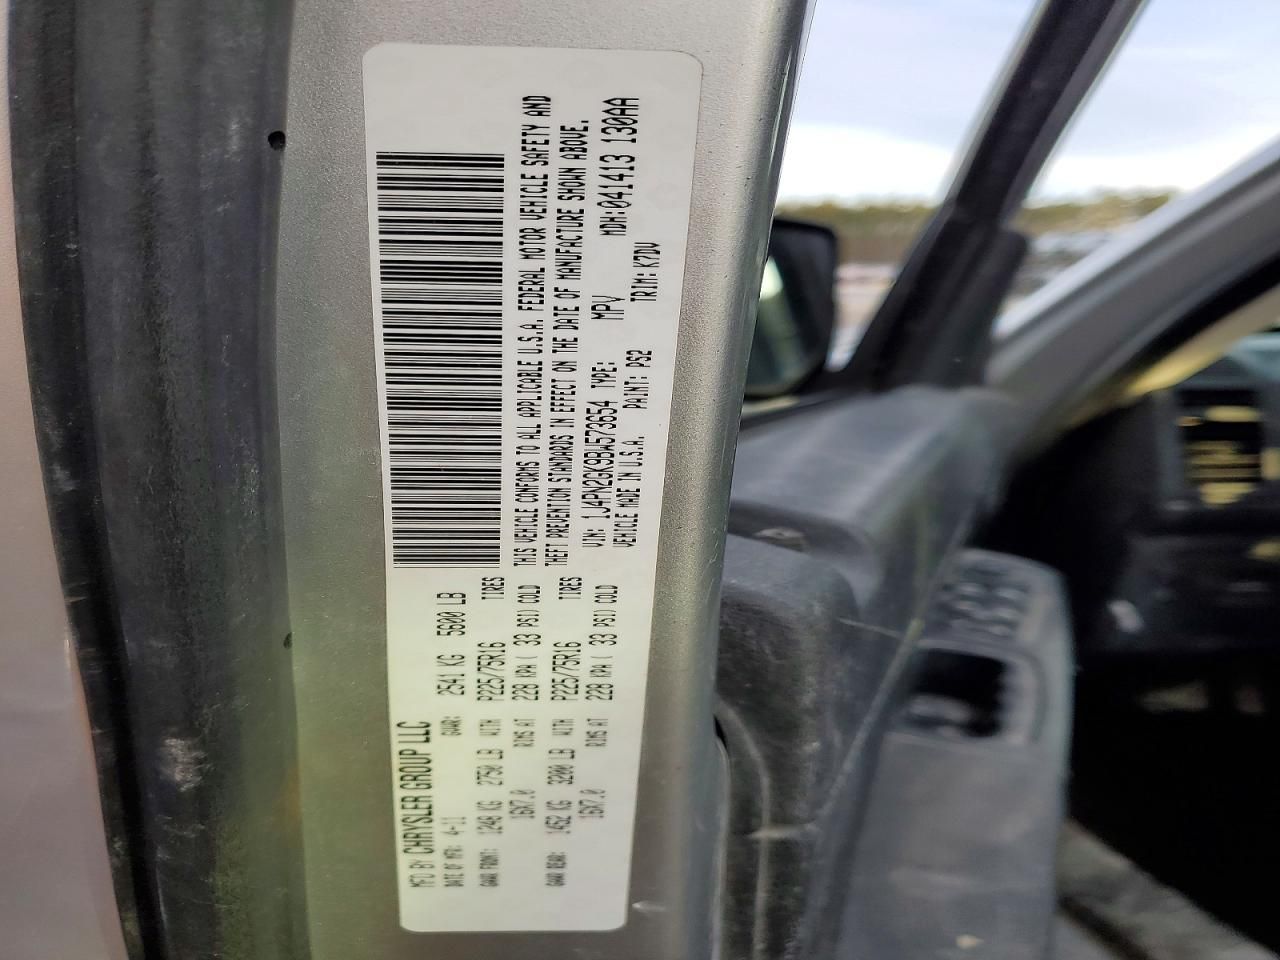 MFD BY CHRYSLER GROUP LLC
DATE OF MFR: 4-11 GVWR: 2541 KG 5600 LB
GAWR FRONT: 1248 KG 2750 LB WITH P225/75R16 TIRES
16X7.0 RIMS AT 228 KPA ( 33 PSI) COLD
GAWR REAR: 1452 KG 3200 LB WITH P225/75R16 TIRES
16X7.0 RIMS AT 228 KPA ( 33 PSI) COLD
THIS VEHICLE CONFORMS TO ALL APPLICABLE U.S.A. FEDERAL MOTOR VEHICLE SAFETY AND
THEFT PREVENTION STANDARDS IN EFFECT ON THE DATE OF MANUFACTURE SHOWN ABOVE.
VIN: 1J4PN2GK9BW573654 TYPE: MPV MDH:041413 130AA
VEHICLE MADE IN U.S.A. PAINT: PS2 TRIM: K7DV